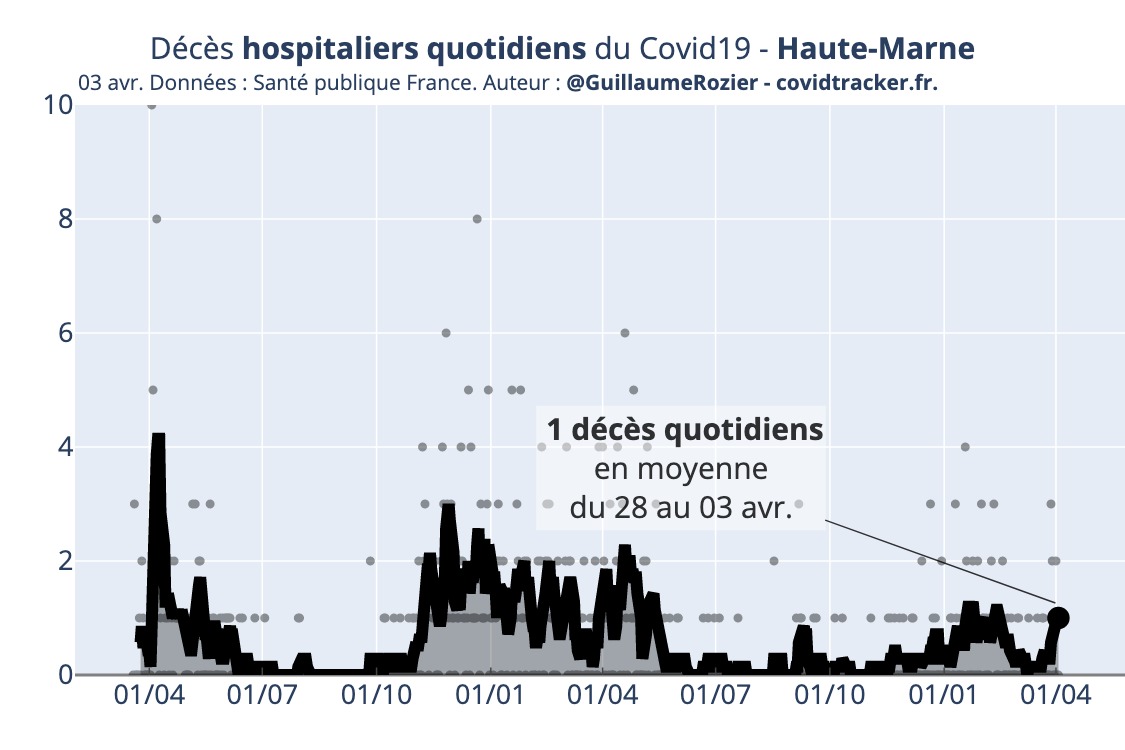 Décès hospitaliers quotidiens du Covid19 - Haute-Marne
03 avr. Données : Santé publique France. Auteur : @GuillaumeRozier - covidtracker.fr.
10
8
6
4
2
0
1 décès quotidiens
en moyenne
du 28 au 03 avr.
01/04 01/07 01/10 01/01 01/04 01/07 01/10 01/01 01/04